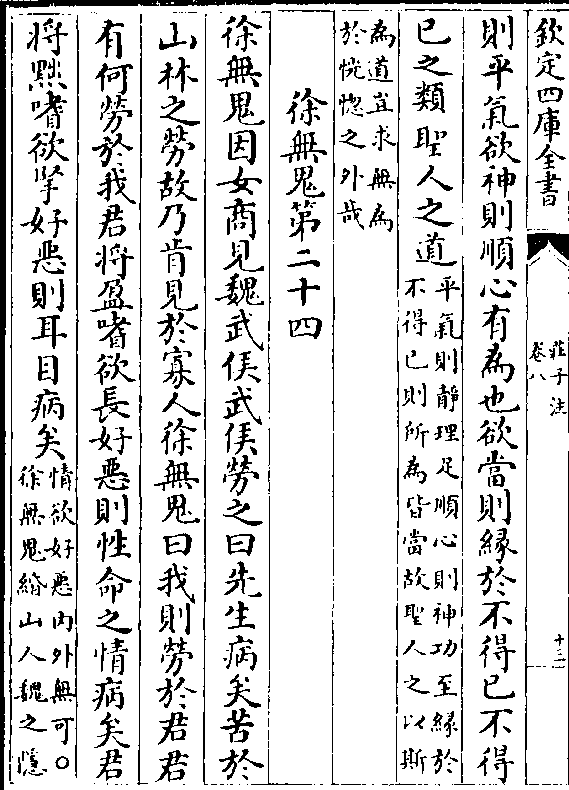 欽定四庫全書
莊子注
卷八
十三
則平氣欲神則順心有為也欲當則緣於不得已不得
已之類聖人之道
平氣則靜理足順心則神功至緣於
不得已則所為皆當故聖人之以斯
為道豈求無為
於恍惚之外哉
徐無鬼第二十四
徐無鬼因女商見魏武侯武侯勞之曰先生病矣苦於
山林之勞故乃肯見於寡人徐無鬼曰我則勞於君君
有何勞於我君將盈嗜欲長好惡則性命之情病矣君
将黜嗜欲掔好惡則耳目病矣
情欲好惡內外無可○
徐無鬼緡山人魏之隱